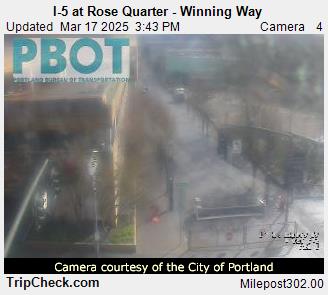 I-5 at Rose Quarter - Winning Way
Updated Mar 17 2025 3:43 PM Camera 4
PBOT
PORTLAND BUREAU OF TRANSPORTATION
Camera courtesy of the City of Portland
TripCheck.com Milepost302.00